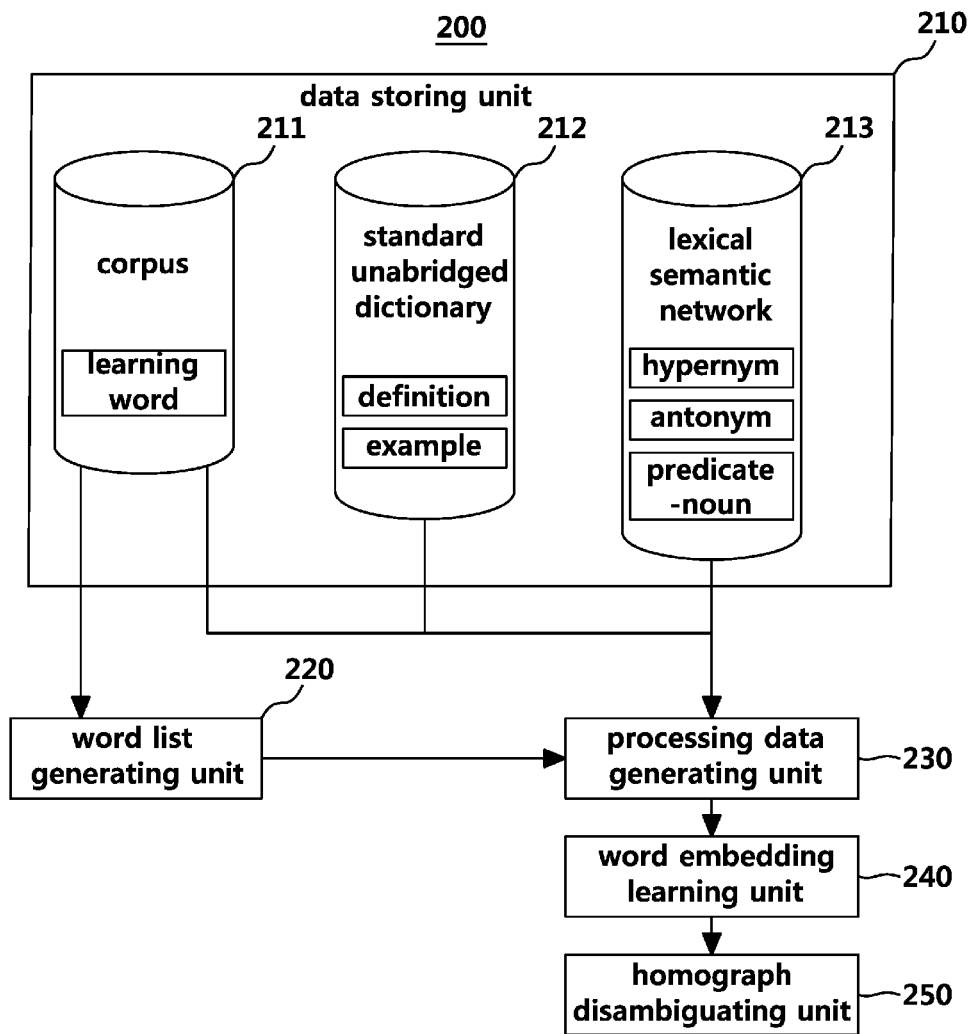 200
210
data storing unit
211
212
213
corpus
learning
word
standard
unabridged
dictionary
definition
example
lexical
semantic
network
hypernym
antonym
predicate
-noun
220
word list
generating unit
processing data
generating unit
230
word embedding
learning unit
240
homograph
disambiguating unit
250